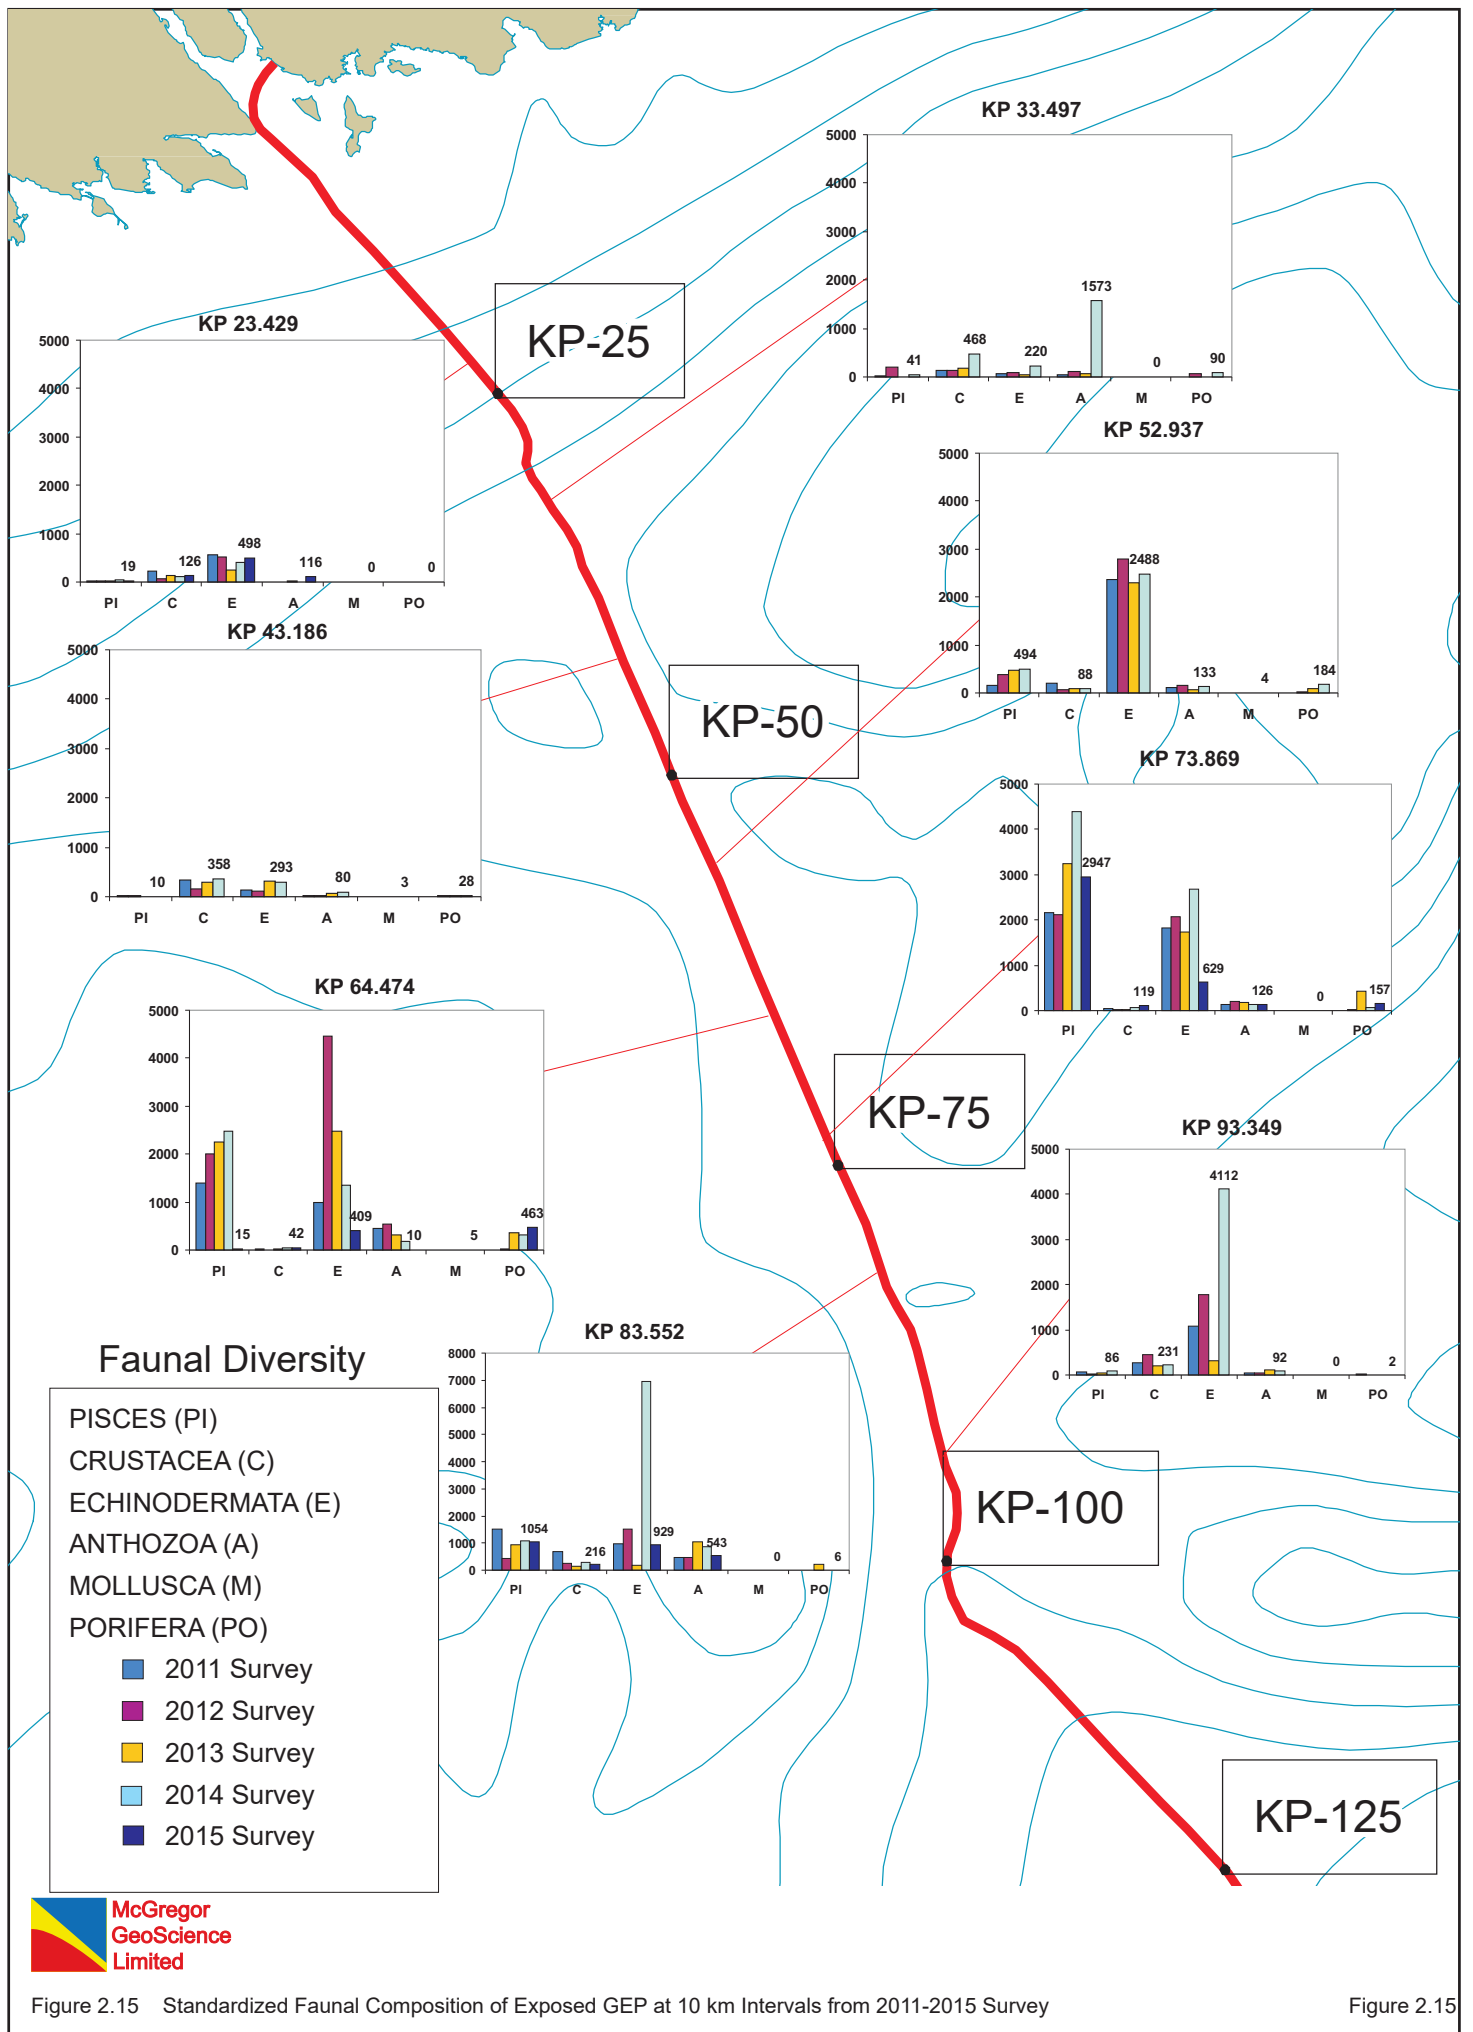 KP 33.497
5000
4000
3000
2000
1000
0
41
468
220
1573
0
90
PI C E A M PO
KP 23.429
5000
4000
3000
2000
1000
0
19
126
498
116
0
0
PI C E A M PO
KP-25
KP 52.937
5000
4000
3000
2000
1000
0
494
88
2488
133
4
184
PI C E A M PO
KP 43.186
5000
4000
3000
2000
1000
0
10
358
293
80
3
28
PI C E A M PO
KP-50
KP 73.869
5000
4000
3000
2000
1000
0
2947
119
629
126
0
157
PI C E A M PO
KP 64.474
5000
4000
3000
2000
1000
0
15
42
409
10
5
463
PI C E A M PO
KP-75
KP 93.349
5000
4000
3000
2000
1000
0
86
231
4112
92
0
2
PI C E A M PO
KP 83.552
8000
7000
6000
5000
4000
3000
2000
1000
0
1054
216
929
543
0
6
PI C E A M PO
KP-100
KP-125
Faunal Diversity
PISCES (PI)
CRUSTACEA (C)
ECHINODERMATA (E)
ANTHOZOA (A)
MOLLUSCA (M)
PORIFERA (PO)
2011 Survey
2012 Survey
2013 Survey
2014 Survey
2015 Survey
McGregor
GeoScience
Limited
Figure 2.15 Standardized Faunal Composition of Exposed GEP at 10 km Intervals from 2011-2015 Survey
Figure 2.15